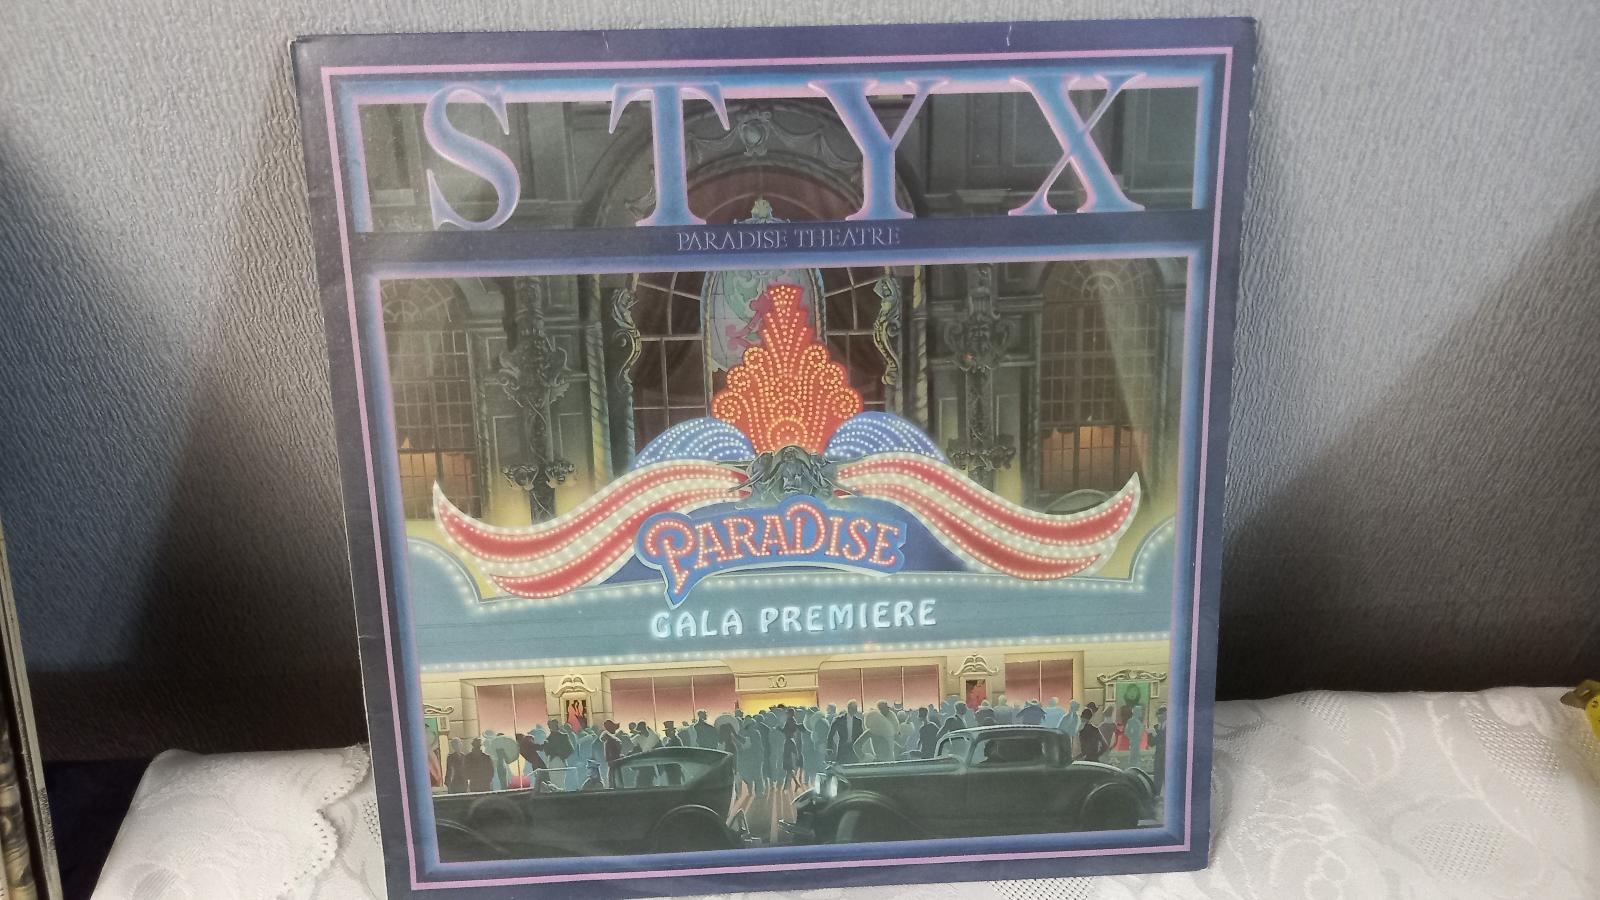 STYX
PARADISE THEATRE
PARADISE
GALA PREMIERE